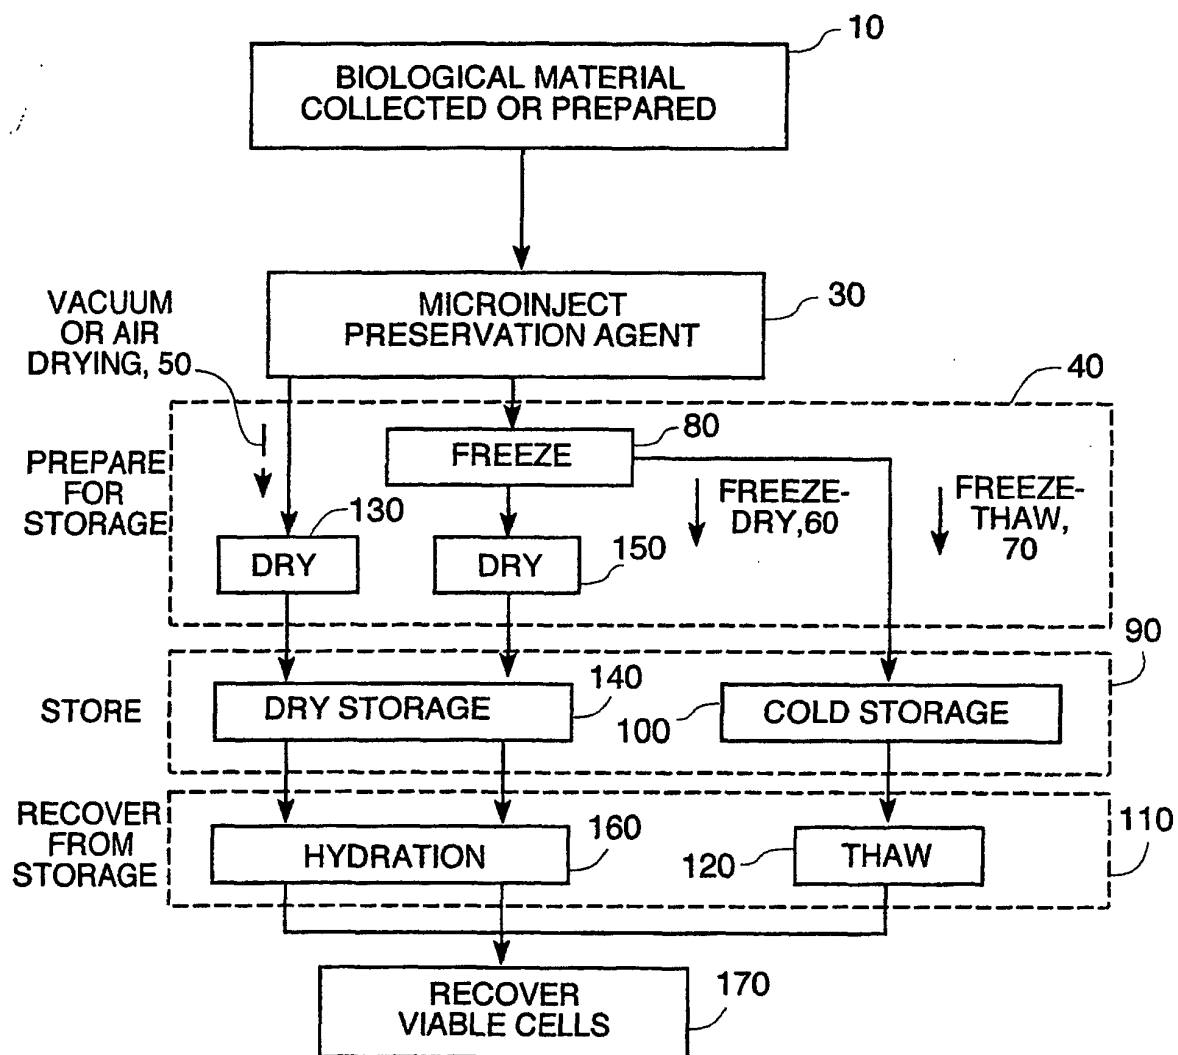 10
BIOLOGICAL MATERIAL
COLLECTED OR PREPARED
VACUUM
OR AIR
DRYING, 50
MICROINJECT
PRESERVATION AGENT
30
40
PREPARE
FOR
STORAGE
FREEZE
80
FREEZE-
DRY,60
FREEZE-
THAW,
70
130
DRY
DRY
150
90
STORE
DRY STORAGE
140
100
COLD STORAGE
RECOVER
FROM
STORAGE
HYDRATION
160
120
THAW
110
RECOVER
VIABLE CELLS
170